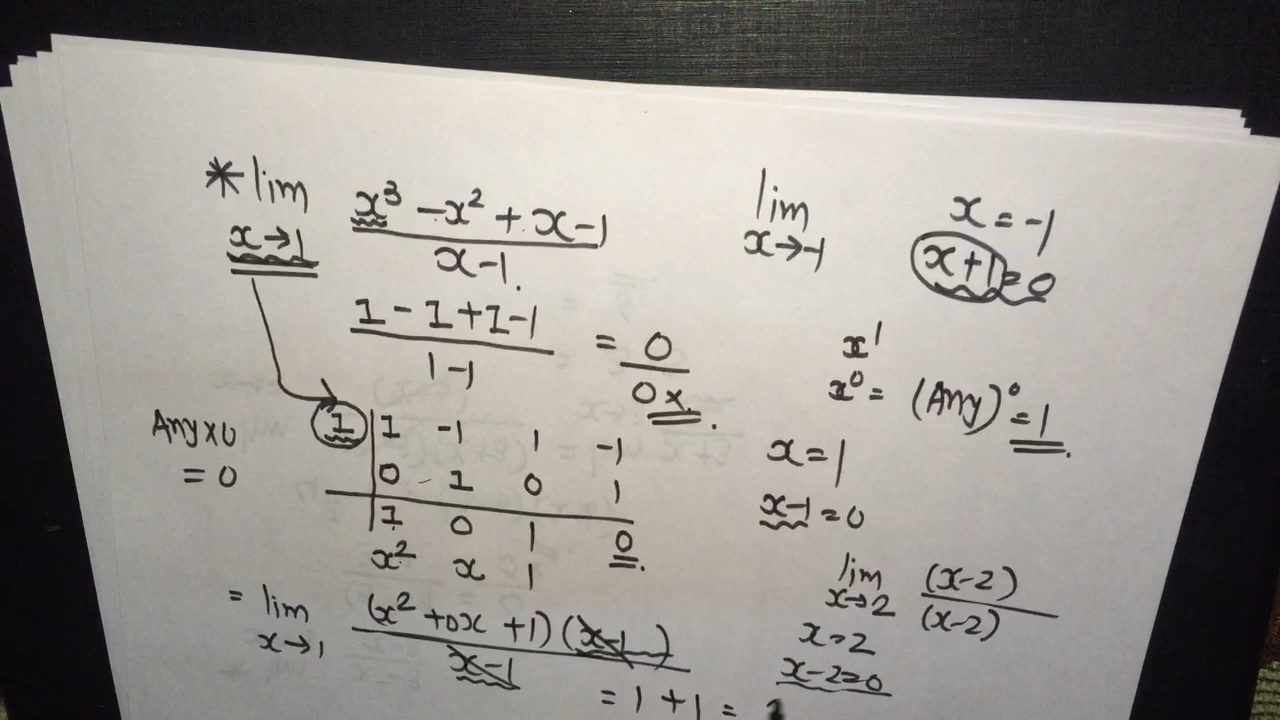 * lim x³ - x² + x - 1
x→1 x - 1
1 - 1 + 1 - 1 = 0
1 - 1 0 x.
Any x 0
= 0
1 | 1 -1 1 -1
0 1 0 1
1 0 1 0.
x² x 1
= lim (x² + 0x + 1) (x-1)
x→1 x-1
= 1 + 1 =
lim
x→-1
x = -1
x+1 = 0
x¹
x⁰ = (Any)⁰ = 1.
x = 1
x-1 = 0
lim (x-2)
x→2 (x-2)
x=2
x-2=0